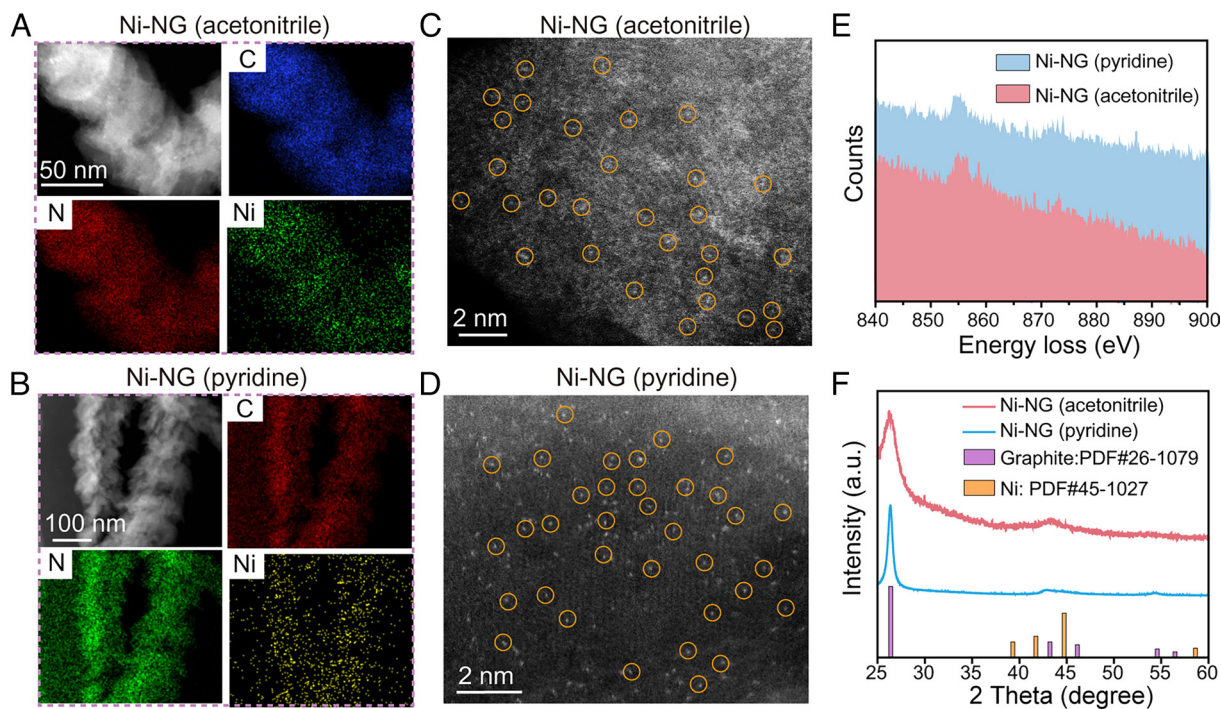 A
Ni-NG (acetonitrile)
C
50 nm
N
Ni
B
Ni-NG (pyridine)
C
100 nm
N
Ni
C
Ni-NG (acetonitrile)
2 nm
D
Ni-NG (pyridine)
2 nm
E
Ni-NG (pyridine)
Ni-NG (acetonitrile)
Counts
840 850 860 870 880 890 900
Energy loss (eV)
F
Ni-NG (acetonitrile)
Ni-NG (pyridine)
Graphite:PDF#26-1079
Ni: PDF#45-1027
Intensity (a.u.)
25 30 35 40 45 50 55 60
2 Theta (degree)